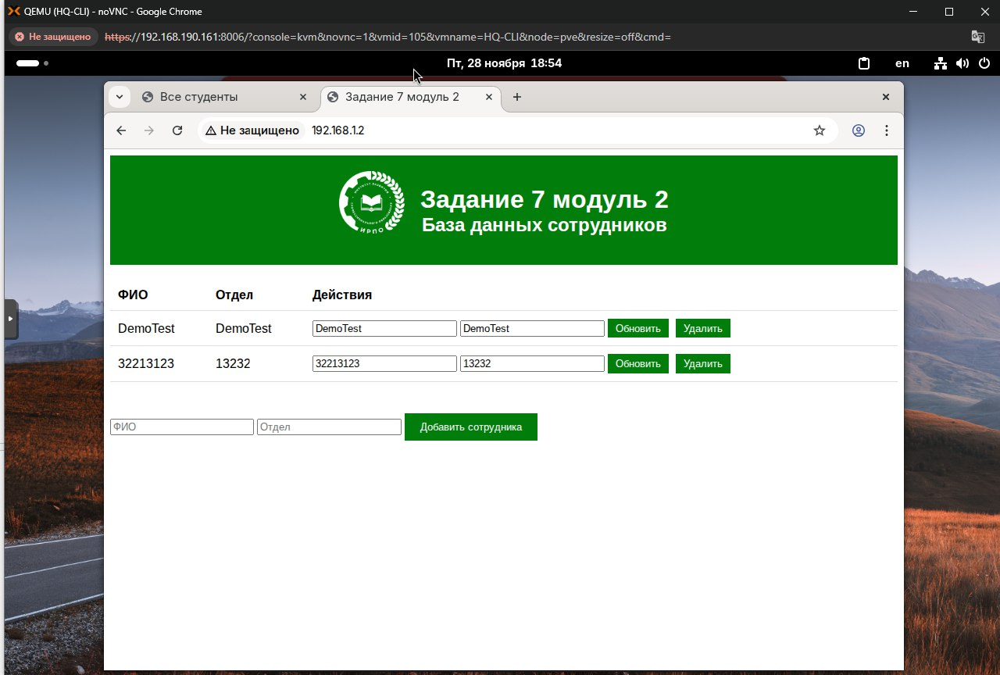 QEMU (HQ-CLI) - noVNC - Google Chrome
Не защищено https://192.168.190.161:8006/?console=kvm&novnc=1&vmid=105&vmname=HQ-CLI&node=pve&resize=off&cmd=
Пт, 28 ноября 18:54
en
Все студенты
Задание 7 модуль 2
Не защищено 192.168.1.2
ИРПО
Задание 7 модуль 2
База данных сотрудников
ФИО Отдел Действия
DemoTest DemoTest DemoTest DemoTest Обновить Удалить
32213123 13232 32213123 13232 Обновить Удалить
ФИО Отдел Добавить сотрудника